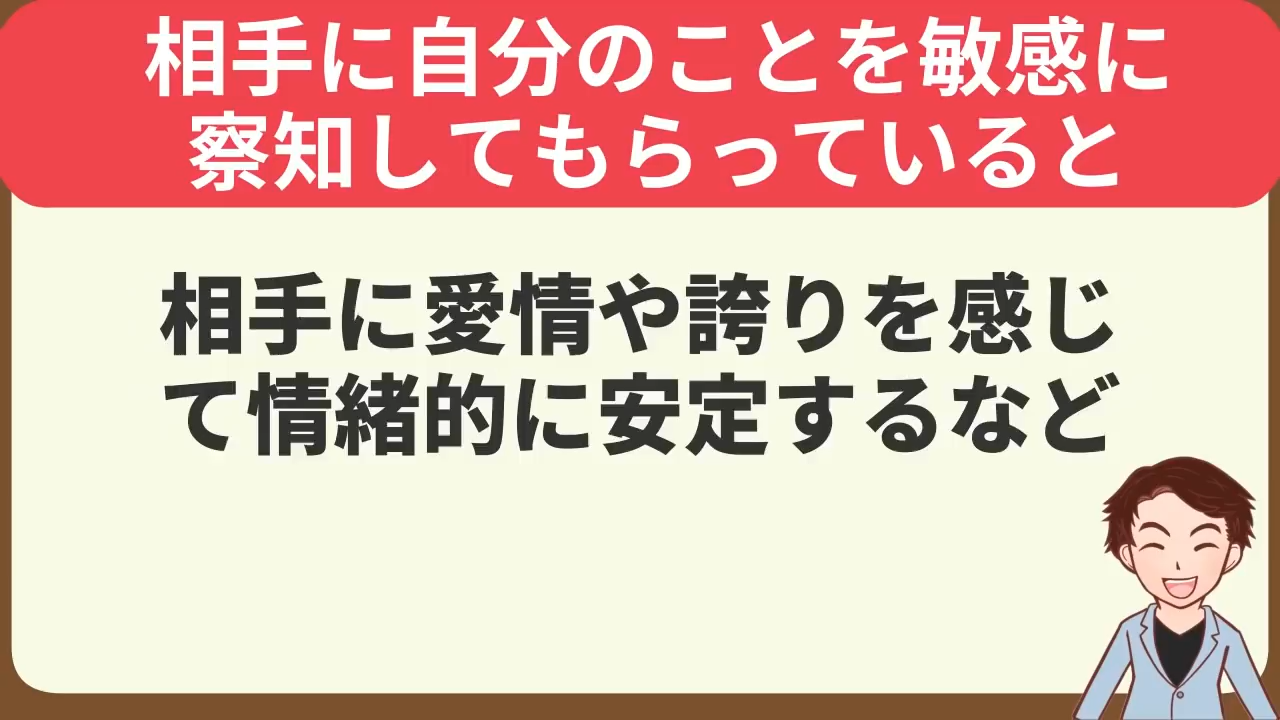 相手に自分のことを敏感に
察知してもらっていると
相手に愛情や誇りを感じ
て情緒的に安定するなど